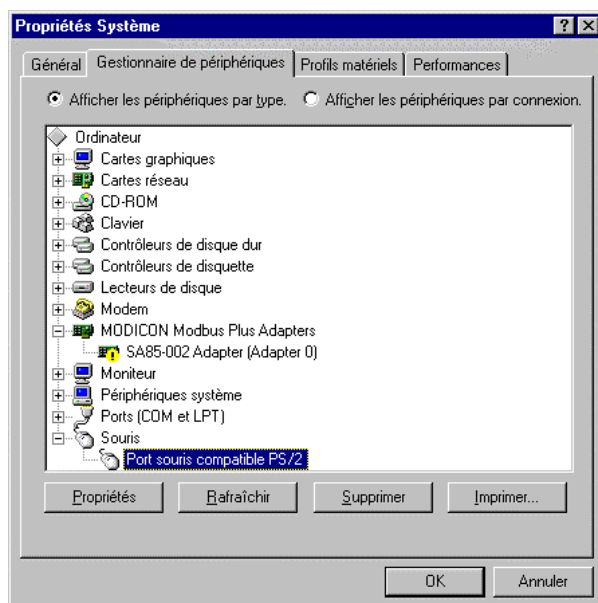 Propriétés Système
Général Gestionnaire de périphériques Profils matériels Performances
Afficher les périphériques par type. Afficher les périphériques par connexion.
Ordinateur
Cartes graphiques
Cartes réseau
CD-ROM
Clavier
Contrôleurs de disque dur
Contrôleurs de disquette
Lecteurs de disque
Modem
MODICON Modbus Plus Adapters
SA85-002 Adapter (Adapter 0)
Moniteur
Périphériques système
Ports (COM et LPT)
Souris
Port souris compatible PS/2
Propriétés Rafraîchir Supprimer Imprimer...
OK Annuler